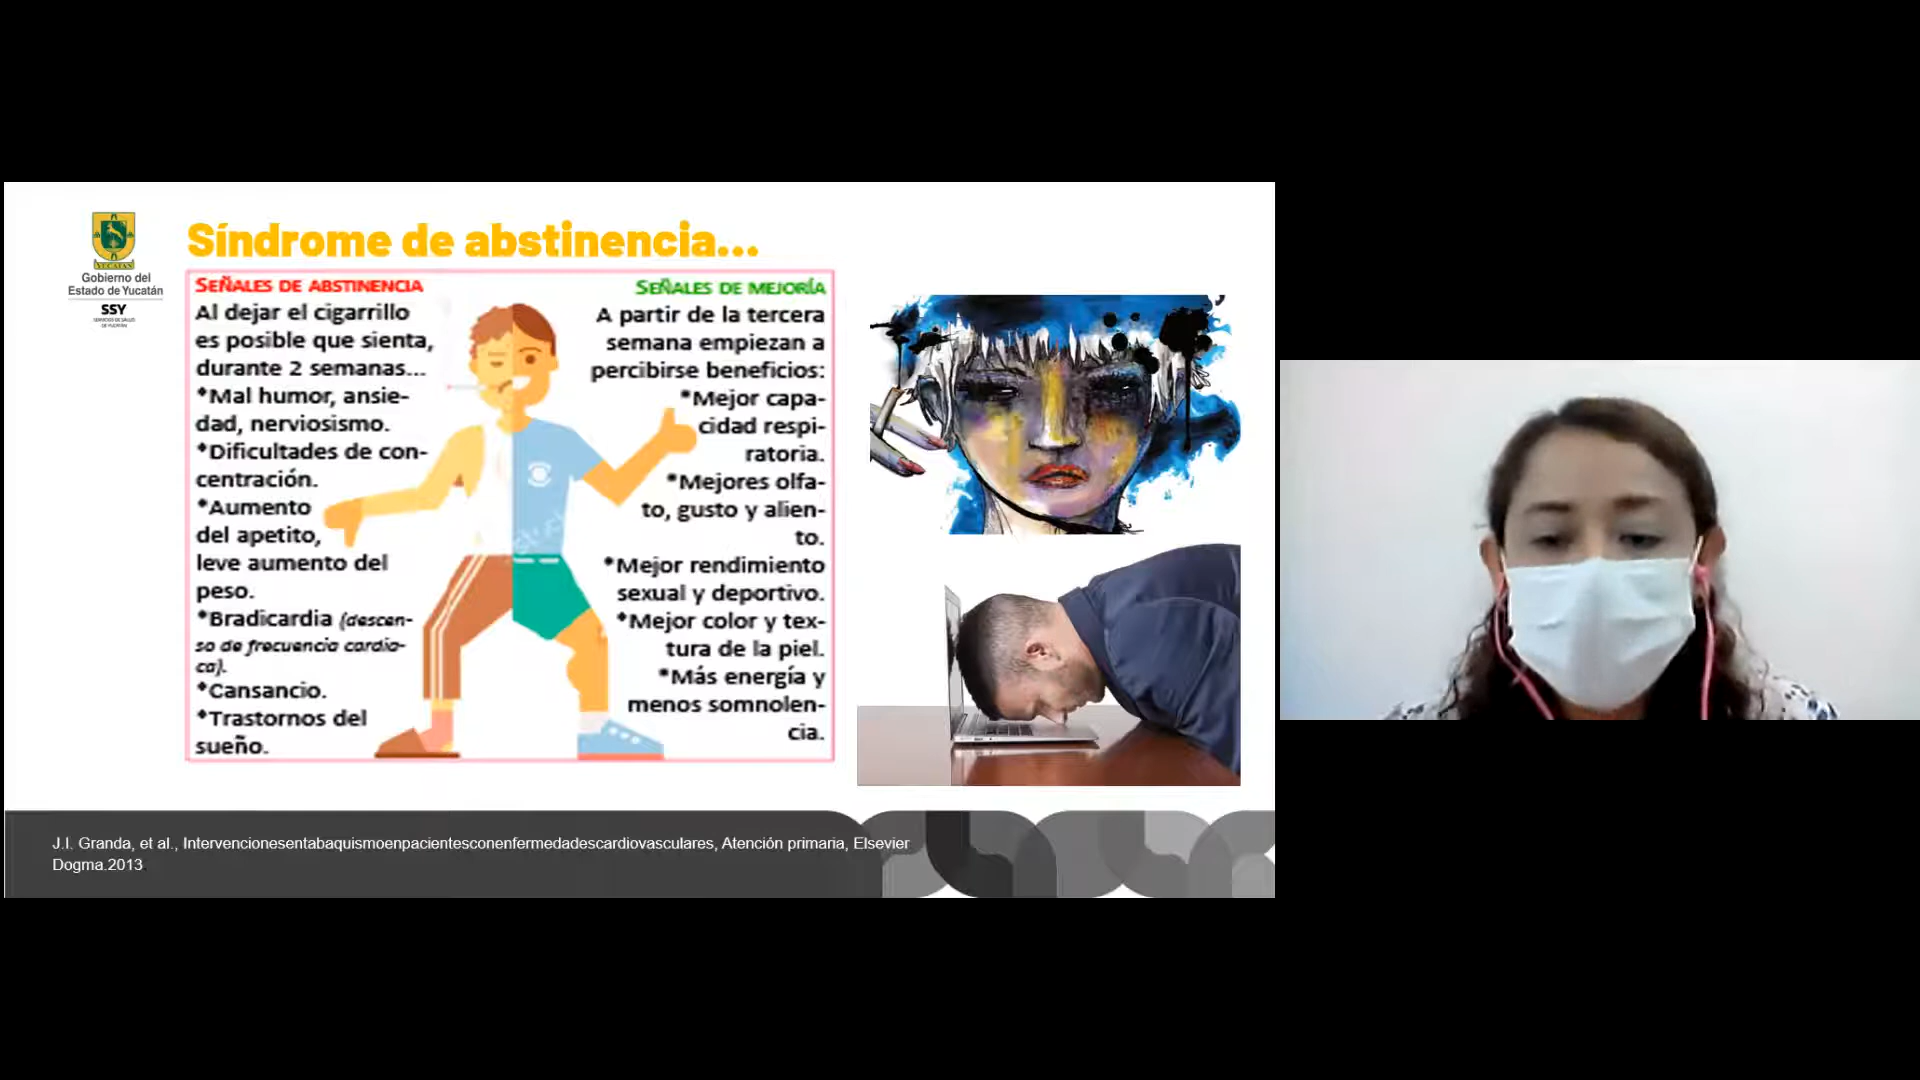 Síndrome de abstinencia...
YUCATÁN
Gobierno del
Estado de Yucatán
SSY
SERVICIOS DE SALUD
DE YUCATÁN
SEÑALES DE ABSTINENCIA
Al dejar el cigarrillo
es posible que sienta,
durante 2 semanas...
*Mal humor, ansie-
dad, nerviosismo.
*Dificultades de con-
centración.
*Aumento
del apetito,
leve aumento del
peso.
*Bradicardia (descen-
so de frecuencia cardia-
ca).
*Cansancio.
*Trastornos del
sueño.
SEÑALES DE MEJORÍA
A partir de la tercera
semana empiezan a
percibirse beneficios:
*Mejor capa-
cidad respi-
ratoria.
*Mejores olfa-
to, gusto y alien-
to.
*Mejor rendimiento
sexual y deportivo.
*Mejor color y tex-
tura de la piel.
*Más energía y
menos somnolen-
cia.
J.I. Granda, et al., Intervencionesentabaquismoenpacientesconenfermedadescardiovasculares, Atención primaria, Elsevier
Dogma.2013